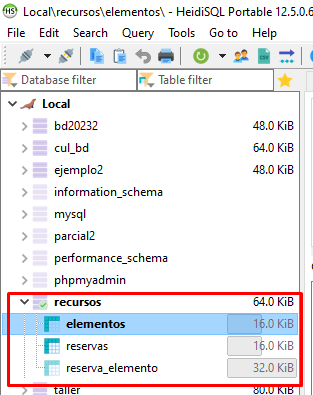 HS Local\recursos\elementos\ - HeidiSQL Portable 12.5.0.6
File Edit Search Query Tools Go to Help
Database filter Table filter
Local
bd20232 48.0 KiB
cul_bd 64.0 KiB
ejemplo2 48.0 KiB
information_schema
mysql
parcial2
performance_schema
phpmyadmin
recursos 64.0 KiB
elementos 16.0 KiB
reservas 16.0 KiB
reserva_elemento 32.0 KiB
taller 80.0 KiB